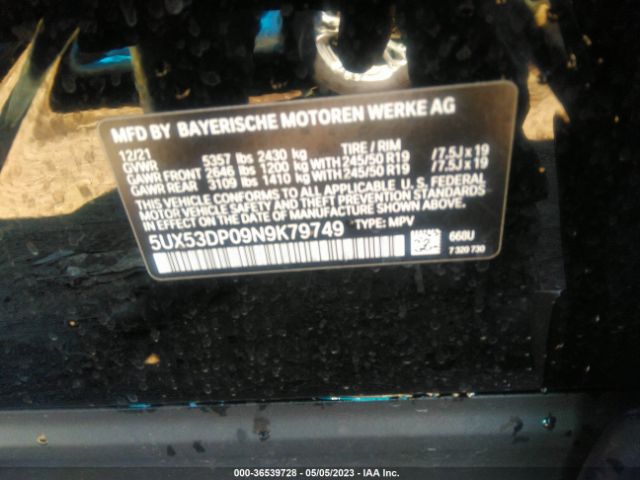 MFD BY BAYERISCHE MOTOREN WERKE AG
12/21 TIRE / RIM
GVWR 5357 lbs 2430 kg
GAWR FRONT 2646 lbs 1200 kg WITH 245/50 R19 /7.5J x 19
GAWR REAR 3109 lbs 1410 kg WITH 245/50 R19 /7.5J x 19
THIS VEHICLE CONFORMS TO ALL APPLICABLE U. S. FEDERAL
MOTOR VEHICLE SAFETY AND THEFT PREVENTION STANDARDS
IN EFFECT ON THE DATE OF MANUFACTURE SHOWN ABOVE.
5UX53DP09N9K79749 TYPE: MPV
668U
7 320 730
000-36539728 - 05/05/2023 - IAA Inc.